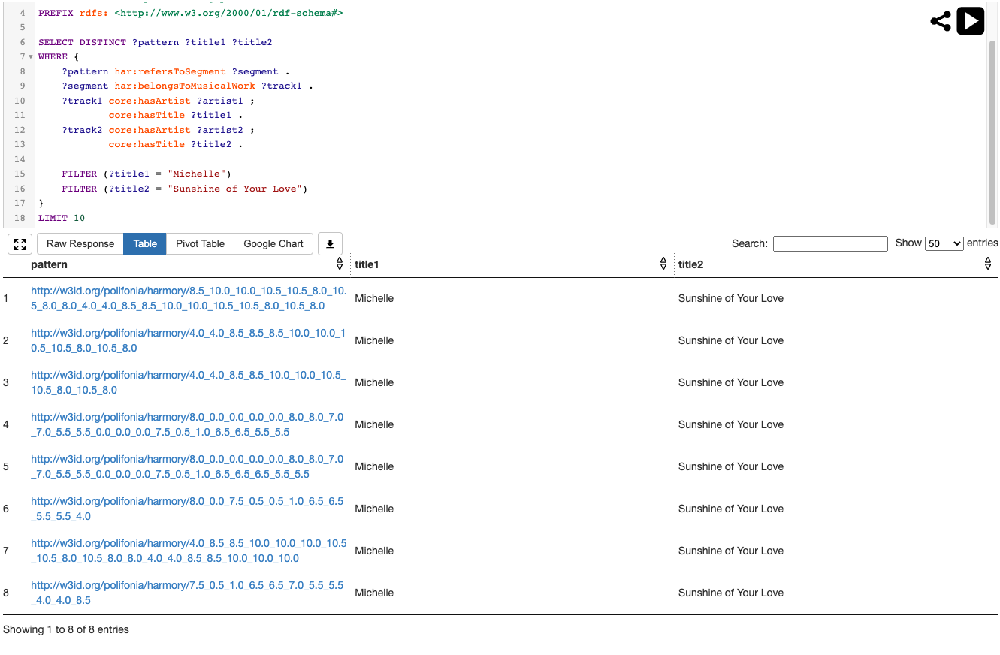 4 PREFIX rdfs: <http://www.w3.org/2000/01/rdf-schema#>
5
6 SELECT DISTINCT ?pattern ?title1 ?title2
7 WHERE {
8 ?pattern har:refersToSegment ?segment .
9 ?segment har:belongsToMusicalWork ?track1 .
10 ?track1 core:hasArtist ?artist1 ;
11 core:hasTitle ?title1 .
12 ?track2 core:hasArtist ?artist2 ;
13 core:hasTitle ?title2 .
14
15 FILTER (?title1 = "Michelle")
16 FILTER (?title2 = "Sunshine of Your Love")
17 }
18 LIMIT 10
Raw Response Table Pivot Table Google Chart Search: Show 50 entries
pattern title1 title2
http://w3id.org/polifonia/harmory/8.5_10.0_10.0_10.5_10.5_8.0_10.
1 Michelle Sunshine of Your Love
5_8.0_8.0_4.0_4.0_8.5_8.5_10.0_10.0_10.5_10.5_8.0_10.5_8.0
http://w3id.org/polifonia/harmory/4.0_4.0_8.5_8.5_8.5_10.0_10.0_1
2 Michelle Sunshine of Your Love
0.5_10.5_8.0_10.5_8.0
http://w3id.org/polifonia/harmory/4.0_4.0_8.5_8.5_10.0_10.0_10.5_
3 Michelle Sunshine of Your Love
10.5_8.0_10.5_8.0
http://w3id.org/polifonia/harmory/8.0_0.0_0.0_0.0_0.0_8.0_8.0_7.0
4 Michelle Sunshine of Your Love
_7.0_5.5_5.5_0.0_0.0_0.0_7.5_0.5_1.0_6.5_6.5_5.5_5.5
http://w3id.org/polifonia/harmory/8.0_0.0_0.0_0.0_0.0_8.0_8.0_7.0
5 Michelle Sunshine of Your Love
_7.0_5.5_5.5_0.0_0.0_0.0_7.5_0.5_1.0_6.5_6.5_6.5_5.5_5.5
http://w3id.org/polifonia/harmory/8.0_0.0_7.5_0.5_0.5_1.0_6.5_6.5
6 Michelle Sunshine of Your Love
_5.5_5.5_4.0
http://w3id.org/polifonia/harmory/4.0_8.5_8.5_10.0_10.0_10.0_10.5
7 Michelle Sunshine of Your Love
_10.5_8.0_10.5_8.0_8.0_4.0_4.0_8.5_8.5_10.0_10.0_10.0
http://w3id.org/polifonia/harmory/7.5_0.5_1.0_6.5_6.5_7.0_5.5_5.5
8 Michelle Sunshine of Your Love
_4.0_4.0_8.5
Showing 1 to 8 of 8 entries